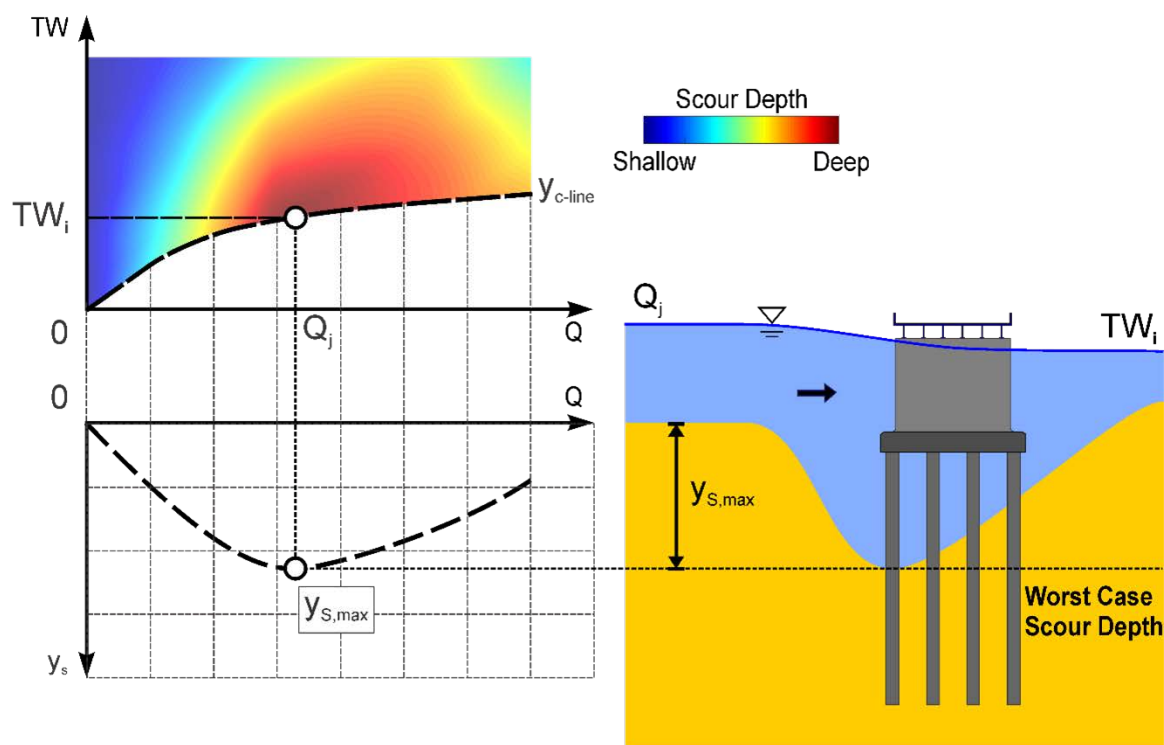 TW
Scour Depth
Shallow Deep
y c-line
TWi
0
Qj
Q
Qj
TWi
0
Q
yS,max
yS,max
ys
Worst Case
Scour Depth